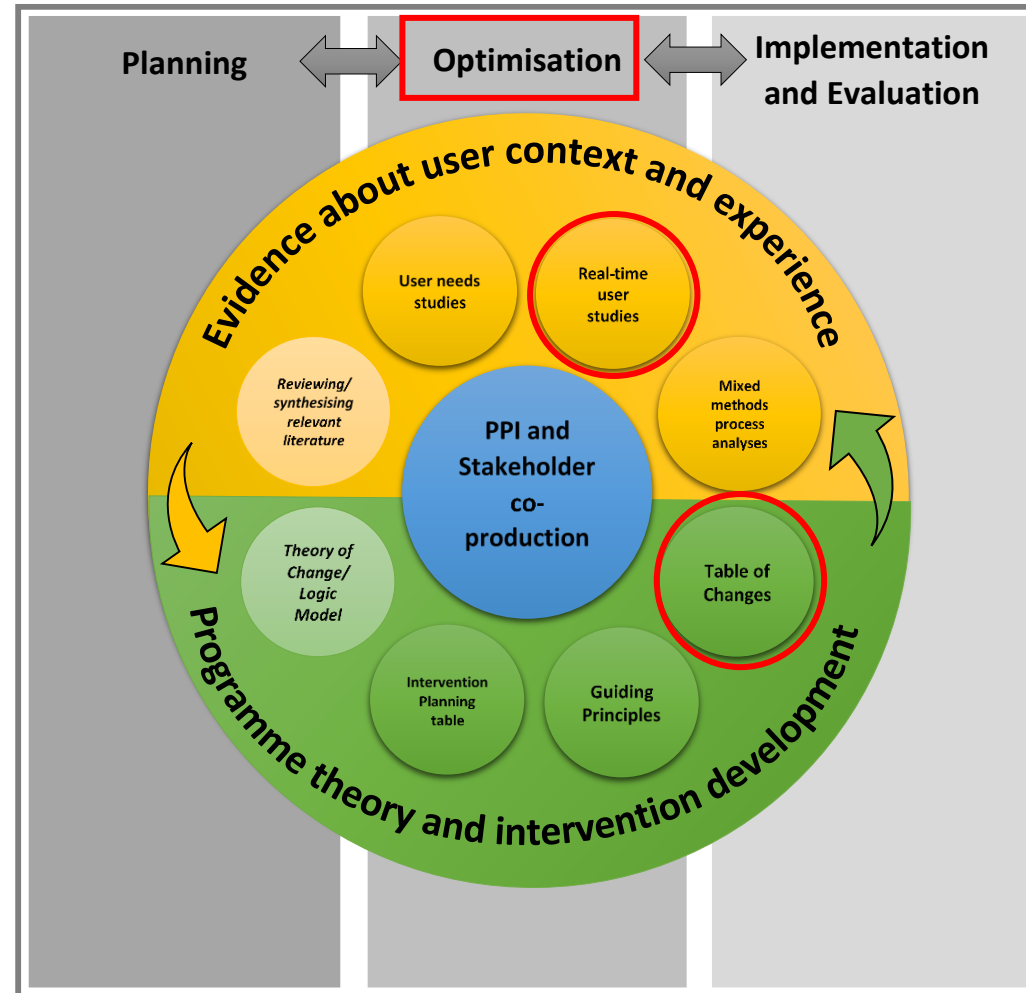 Planning
Optimisation
Implementation
and Evaluation
Evidence about user context and experience
User needs
studies
Real-time
user
studies
Reviewing/
synthesising
relevant
literature
Mixed
methods
process
analyses
PPI and
Stakeholder
co-
production
Theory of
Change/
Logic
Model
Table of
Changes
Intervention
Planning
table
Guiding
Principles
Programme theory and intervention development